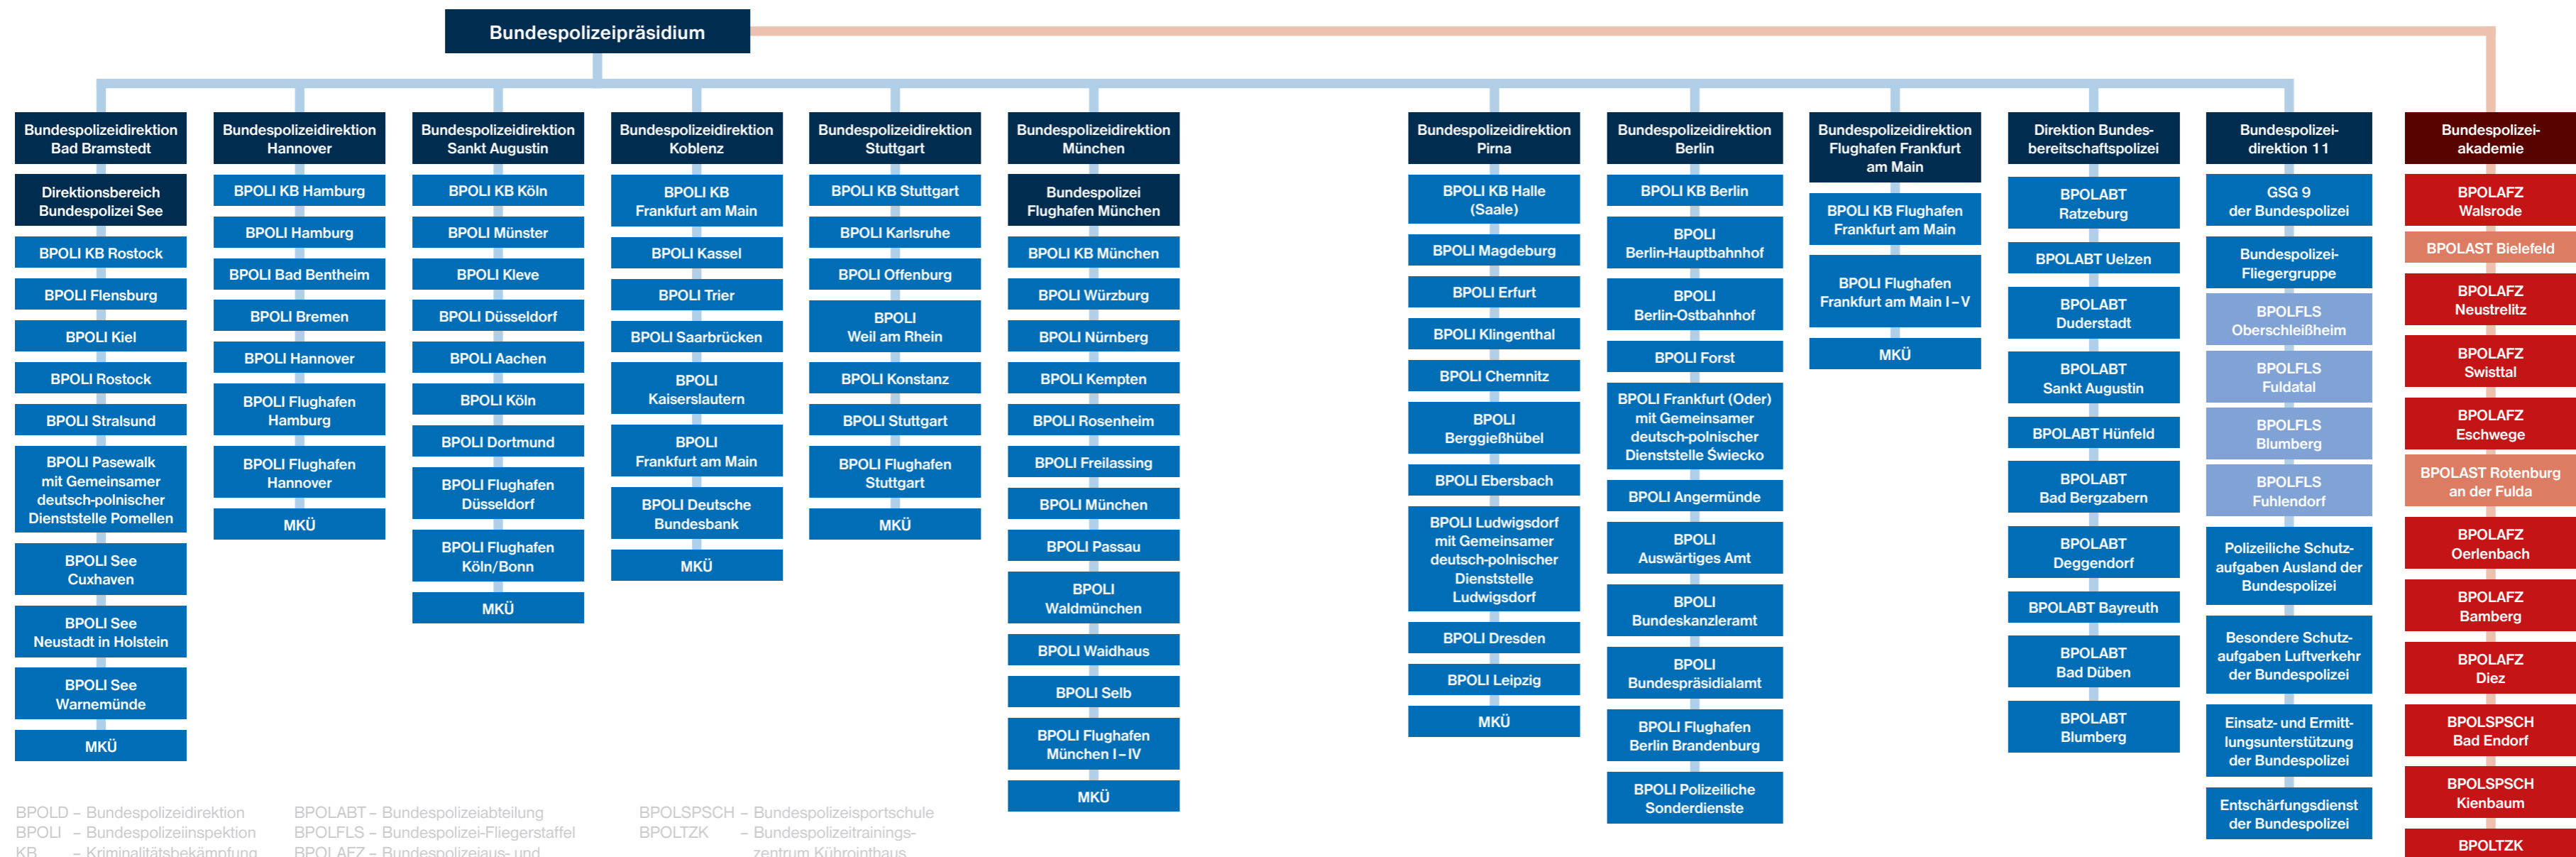 Bundespolizeipräsidium
Bundespolizeidirektion
Bad Bramstedt
Direktionsbereich
Bundespolizei See
BPOLI KB Rostock
BPOLI Flensburg
BPOLI Kiel
BPOLI Rostock
BPOLI Stralsund
BPOLI Pasewalk
mit Gemeinsamer
deutsch-polnischer
Dienststelle Pomellen
BPOLI See
Cuxhaven
BPOLI See
Neustadt in Holstein
BPOLI See
Warnemünde
MKÜ
Bundespolizeidirektion
Hannover
BPOLI KB Hamburg
BPOLI Hamburg
BPOLI Bad Bentheim
BPOLI Bremen
BPOLI Hannover
BPOLI Flughafen
Hamburg
BPOLI Flughafen
Hannover
MKÜ
Bundespolizeidirektion
Sankt Augustin
BPOLI KB Köln
BPOLI Münster
BPOLI Kleve
BPOLI Düsseldorf
BPOLI Aachen
BPOLI Köln
BPOLI Dortmund
BPOLI Flughafen
Düsseldorf
BPOLI Flughafen
Köln/Bonn
MKÜ
Bundespolizeidirektion
Koblenz
BPOLI KB
Frankfurt am Main
BPOLI Kassel
BPOLI Trier
BPOLI Saarbrücken
BPOLI
Kaiserslautern
BPOLI
Frankfurt am Main
BPOLI Deutsche
Bundesbank
MKÜ
Bundespolizeidirektion
Stuttgart
BPOLI KB Stuttgart
BPOLI Karlsruhe
BPOLI Offenburg
BPOLI
Weil am Rhein
BPOLI Konstanz
BPOLI Stuttgart
BPOLI Flughafen
Stuttgart
MKÜ
Bundespolizeidirektion
München
Bundespolizei
Flughafen München
BPOLI KB München
BPOLI Würzburg
BPOLI Nürnberg
BPOLI Kempten
BPOLI Rosenheim
BPOLI Freilassing
BPOLI München
BPOLI Passau
BPOLI
Waldmünchen
BPOLI Waidhaus
BPOLI Selb
BPOLI Flughafen
München I–IV
MKÜ
Bundespolizeidirektion
Pirna
BPOLI KB Halle
(Saale)
BPOLI Magdeburg
BPOLI Erfurt
BPOLI Klingenthal
BPOLI Chemnitz
BPOLI
Berggießhübel
BPOLI Ebersbach
BPOLI Ludwigsdorf
mit Gemeinsamer
deutsch-polnischer
Dienststelle
Ludwigsdorf
BPOLI Dresden
BPOLI Leipzig
MKÜ
Bundespolizeidirektion
Berlin
BPOLI KB Berlin
BPOLI
Berlin-Hauptbahnhof
BPOLI
Berlin-Ostbahnhof
BPOLI Forst
BPOLI Frankfurt (Oder)
mit Gemeinsamer
deutsch-polnischer
Dienststelle Świecko
BPOLI Angermünde
BPOLI
Auswärtiges Amt
BPOLI
Bundeskanzleramt
BPOLI
Bundespräsidialamt
BPOLI Flughafen
Berlin Brandenburg
BPOLI Polizeiliche
Sonderdienste
Bundespolizeidirektion
Flughafen Frankfurt
am Main
BPOLI KB Flughafen
Frankfurt am Main
BPOLI Flughafen
Frankfurt am Main I–V
MKÜ
Direktion Bundes-
bereitschaftspolizei
BPOLABT
Ratzeburg
BPOLABT Uelzen
BPOLABT
Duderstadt
BPOLABT
Sankt Augustin
BPOLABT Hünfeld
BPOLABT
Bad Bergzabern
BPOLABT
Deggendorf
BPOLABT Bayreuth
BPOLABT
Bad Düben
BPOLABT
Blumberg
Bundespolizei-
direktion 11
GSG 9
der Bundespolizei
Bundespolizei-
Fliegergruppe
BPOLFLS
Oberschleißheim
BPOLFLS
Fuldatal
BPOLFLS
Blumberg
BPOLFLS
Fuhlendorf
Polizeiliche Schutz-
aufgaben Ausland der
Bundespolizei
Besondere Schutz-
aufgaben Luftverkehr
der Bundespolizei
Einsatz- und Ermitt-
lungsunterstützung
der Bundespolizei
Entschärfungsdienst
der Bundespolizei
Bundespolizei-
akademie
BPOLAFZ
Walsrode
BPOLAST Bielefeld
BPOLAFZ
Neustrelitz
BPOLAFZ
Swisttal
BPOLAFZ
Eschwege
BPOLAST Rotenburg
an der Fulda
BPOLAFZ
Oerlenbach
BPOLAFZ
Bamberg
BPOLAFZ
Diez
BPOLSPSCH
Bad Endorf
BPOLSPSCH
Kienbaum
BPOLTZK
BPOLD – Bundespolizeidirektion
BPOLI – Bundespolizeiinspektion
KB – Kriminalitätsbekämpfung
BPOLABT – Bundespolizeiabteilung
BPOLFLS – Bundespolizei-Fliegerstaffel
BPOLAFZ – Bundespolizeiaus- und
BPOLSPSCH – Bundespolizeisportschule
BPOLTZK – Bundespolizeitrainings-
zentrum Kührointhaus